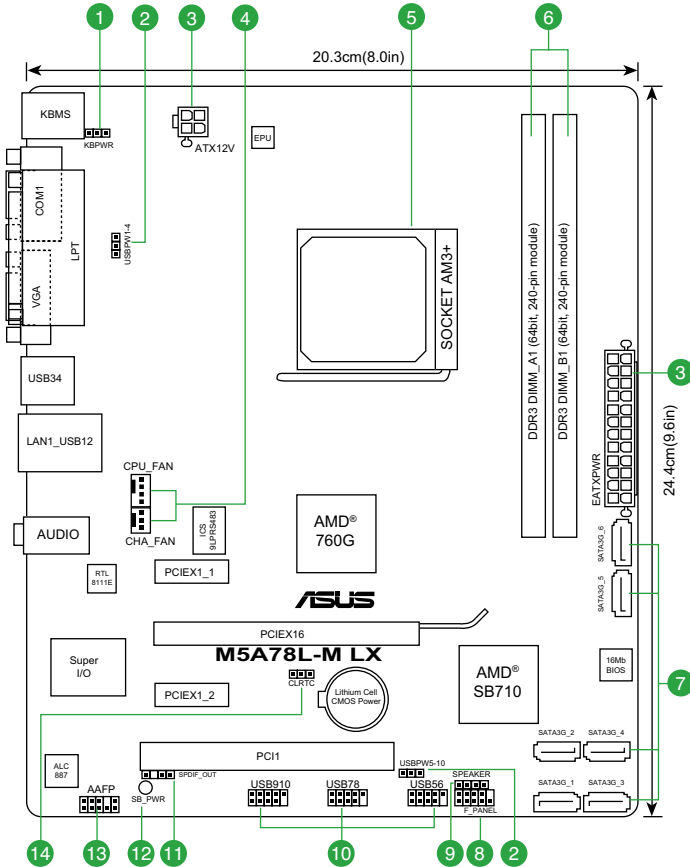 1
2
3
4
5
6
20.3cm(8.0in)
KBMS
KBPWR
ATX12V
EPU
COM1
LPT
VGA
USBPW1-4
SOCKET AM3+
DDR3 DIMM_A1 (64bit, 240-pin module)
DDR3 DIMM_B1 (64bit, 240-pin module)
3
24.4cm(9.6in)
EATXPWR
USB34
LAN1_USB12
CPU_FAN
CHA_FAN
ICS
9LPRS483
AUDIO
AMD®
760G
SATA3G_6
SATA3G_5
RTL
8111E
PCIEX1_1
ASUS
PCIEX16
M5A78L-M LX
Super
I/O
CLRTC
PCIEX1_2
Lithium Cell
CMOS Power
AMD®
SB710
16Mb
BIOS
7
SATA3G_2
SATA3G_4
PCI1
ALC
887
USBPW5-10
SPDIF_OUT
SPEAKER
AAFP
SB_PWR
USB910
USB78
USB56
F_PANEL
SATA3G_1
SATA3G_3
14
13
12
11
10
9
8
2